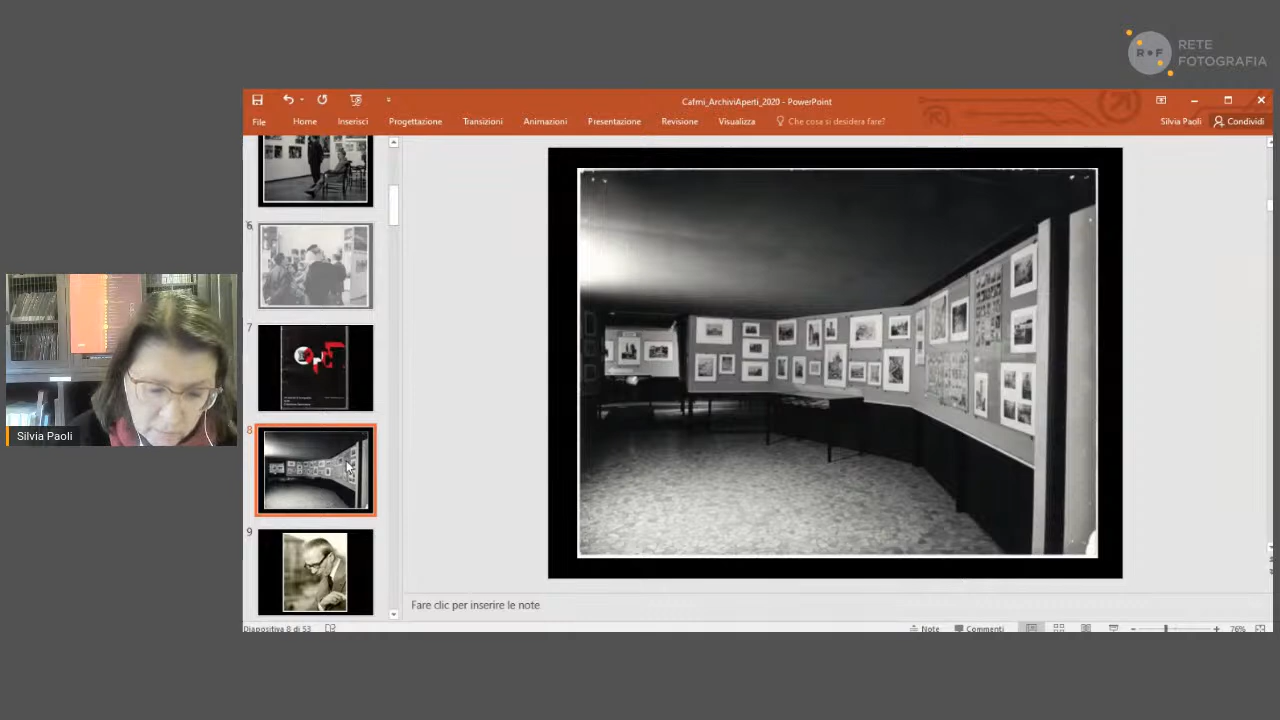 R●F
RETE
FOTOGRAFIA
Cafmi_ArchiviAperti_2020 - PowerPoint
File
Home
Inserisci
Progettazione
Transizioni
Animazioni
Presentazione
Revisione
Visualizza
Che cosa si desidera fare?
Silvia Paoli
Condividi
6
7
8
9
Silvia Paoli
Fare clic per inserire le note
Diapositiva 8 di 53
Note
Commenti
76%